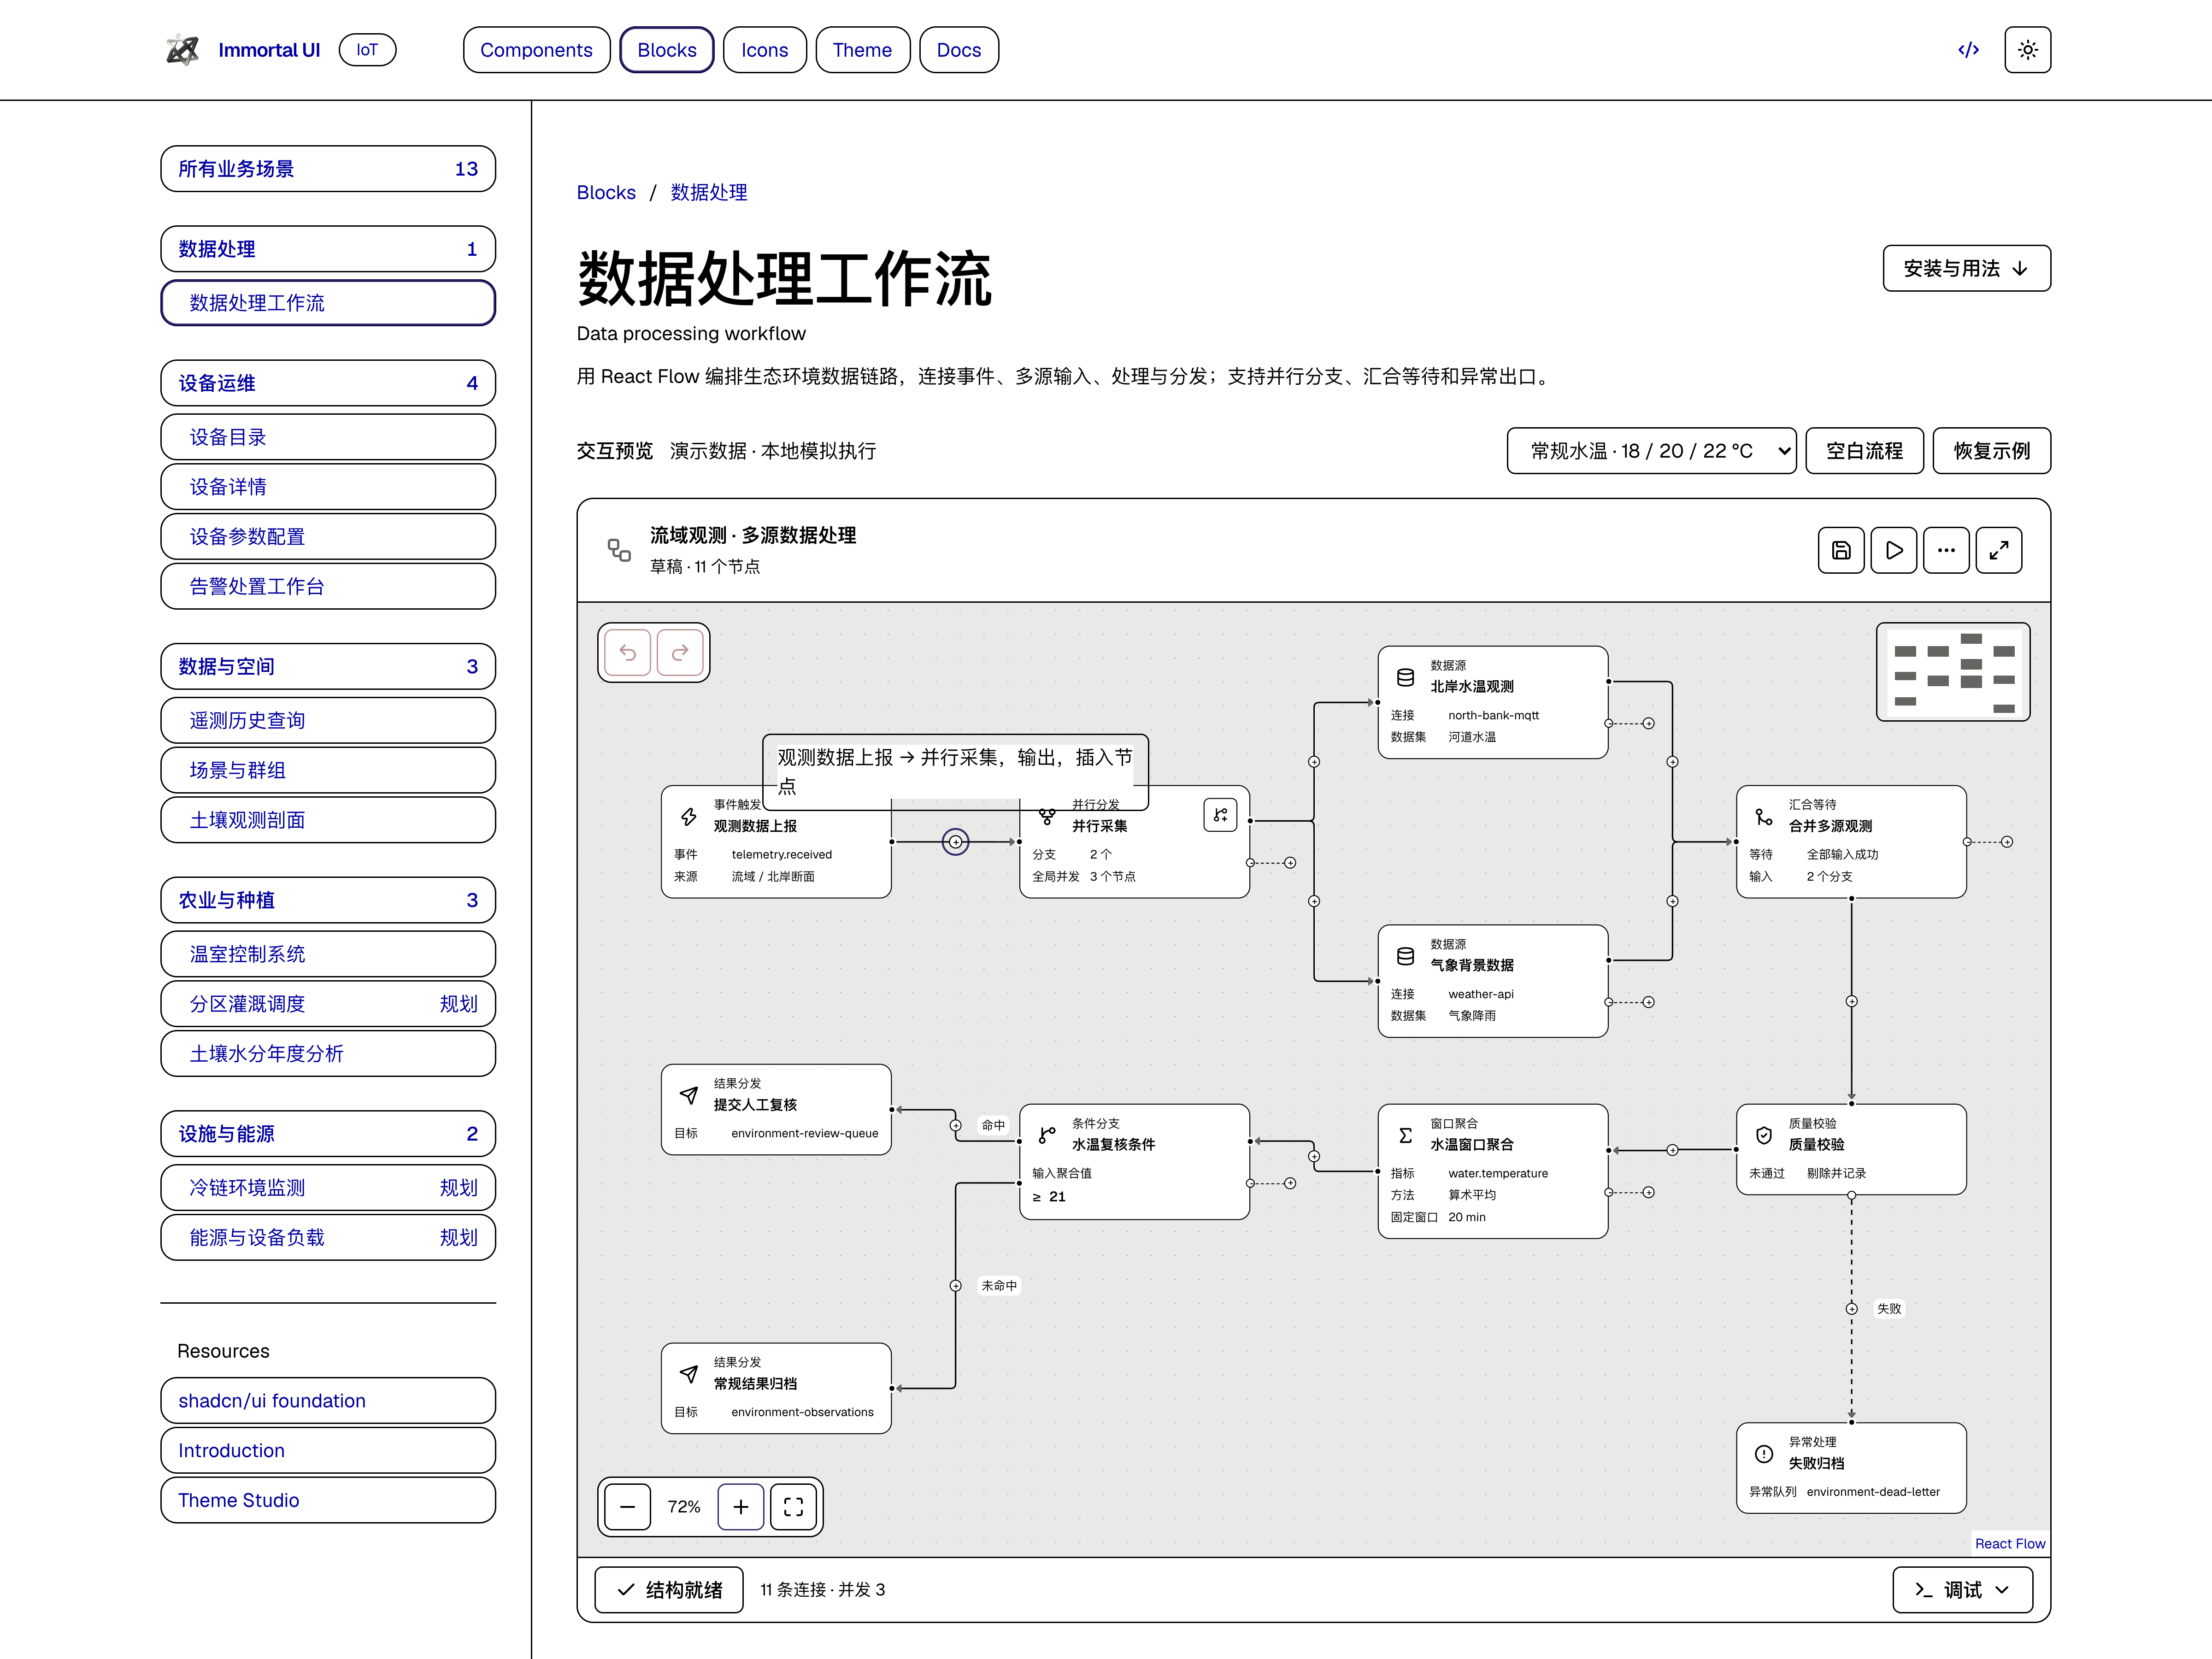 Immortal UI
IoT
Components
Blocks
Icons
Theme
Docs
所有业务场景 13
数据处理 1
数据处理工作流
设备运维 4
设备目录
设备详情
设备参数配置
告警处置工作台
数据与空间 3
遥测历史查询
场景与群组
土壤观测剖面
农业与种植 3
温室控制系统
分区灌溉调度 规划
土壤水分年度分析
设施与能源 2
冷链环境监测 规划
能源与设备负载 规划
Resources
shadcn/ui foundation
Introduction
Theme Studio
Blocks / 数据处理
数据处理工作流
安装与用法
Data processing workflow
用 React Flow 编排生态环境数据链路，连接事件、多源输入、处理与分发；支持并行分支、汇合等待和异常出口。
交互预览 演示数据 · 本地模拟执行
常规水温 · 18 / 20 / 22 °C
空白流程
恢复示例
流域观测 · 多源数据处理
草稿 · 11 个节点
数据源
北岸水温观测
连接 north-bank-mqtt
数据集 河道水温
观测数据上报 → 并行采集，输出，插入节
点
事件触发
观测数据上报
事件 telemetry.received
来源 流域 / 北岸断面
并行分发
并行采集
分支 2 个
全局并发 3 个节点
汇合等待
合并多源观测
等待 全部输入成功
输入 2 个分支
数据源
气象背景数据
连接 weather-api
数据集 气象降雨
结果分发
提交人工复核
目标 environment-review-queue
命中
条件分支
水温复核条件
输入聚合值
≥ 21
窗口聚合
水温窗口聚合
指标 water.temperature
方法 算术平均
固定窗口 20 min
质量校验
质量校验
未通过 剔除并记录
未命中
失败
结果分发
常规结果归档
目标 environment-observations
异常处理
失败归档
异常队列 environment-dead-letter
72%
React Flow
结构就绪
11 条连接 · 并发 3
调试